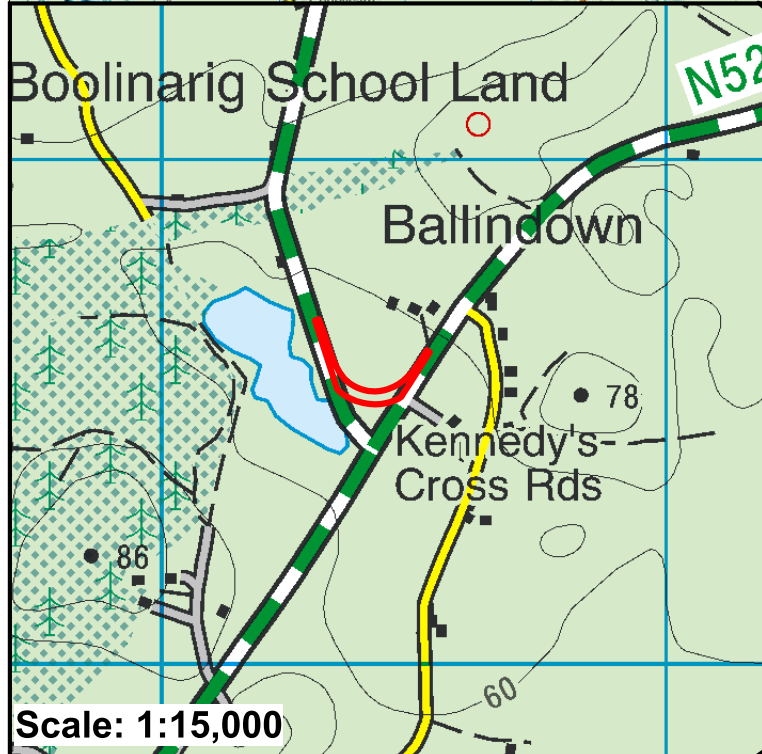 Boolinarig School Land
N52
Ballindown
78
Kennedy's
Cross Rds
86
60
Scale: 1:15,000